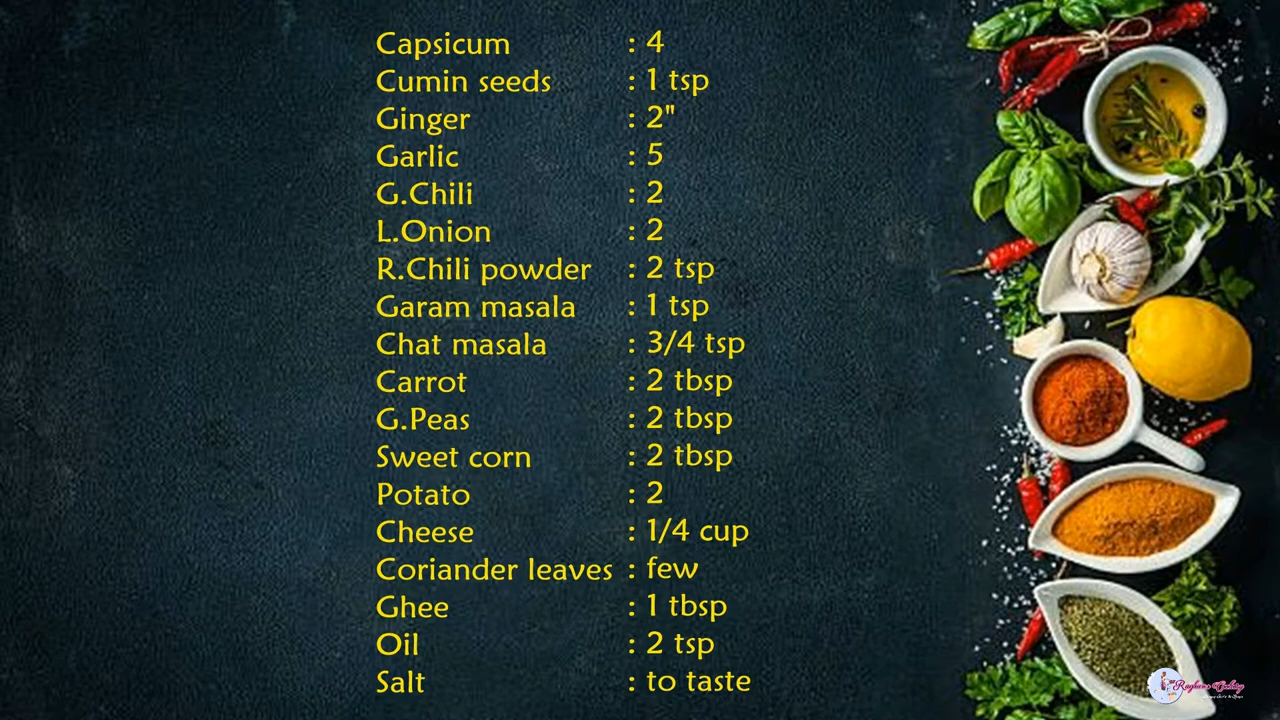 Capsicum : 4
Cumin seeds : 1 tsp
Ginger : 2"
Garlic : 5
G.Chili : 2
L.Onion : 2
R.Chili powder : 2 tsp
Garam masala : 1 tsp
Chat masala : 3/4 tsp
Carrot : 2 tbsp
G.Peas : 2 tbsp
Sweet corn : 2 tbsp
Potato : 2
Cheese : 1/4 cup
Coriander leaves : few
Ghee : 1 tbsp
Oil : 2 tsp
Salt : to taste